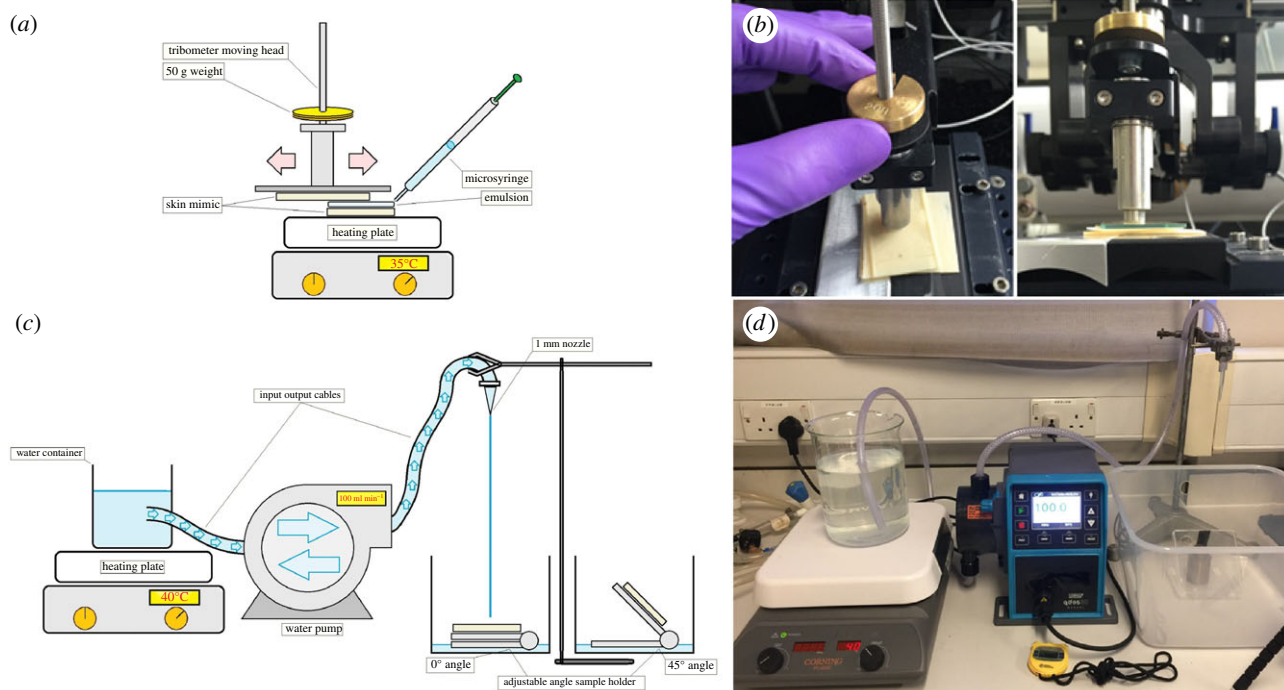 (a)
tribometer moving head
50 g weight
microsyringe
skin mimic
emulsion
heating plate
35°C
(b)
(c)
1 mm nozzle
input output cables
water container
100 ml min⁻¹
heating plate
40°C
water pump
0° angle
45° angle
adjustable angle sample holder
(d)
100.0
40
CORNING